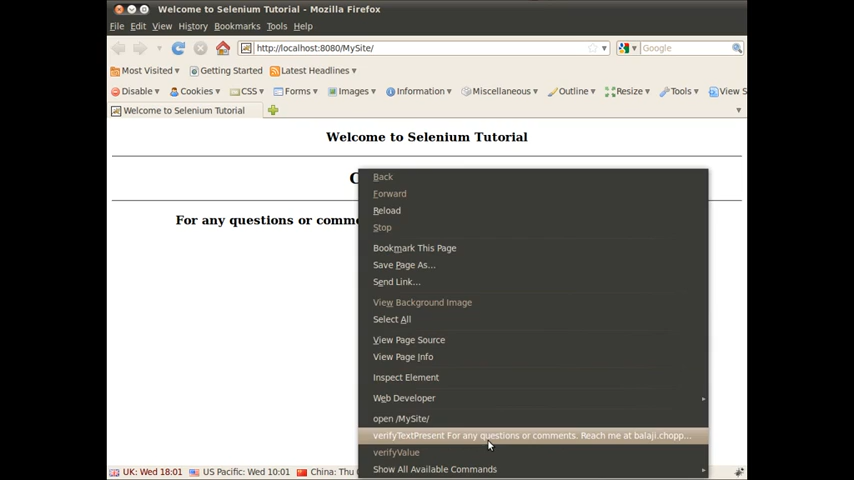 Welcome to Selenium Tutorial - Mozilla Firefox
File Edit View History Bookmarks Tools Help
http://localhost:8080/MySite/
Google
Most Visited Getting Started Latest Headlines
Disable Cookies CSS Forms Images Information Miscellaneous Outline Resize Tools View S
Welcome to Selenium Tutorial
Welcome to Selenium Tutorial
C
For any questions or comme
Back
Forward
Reload
Stop
Bookmark This Page
Save Page As...
Send Link...
View Background Image
Select All
View Page Source
View Page Info
Inspect Element
Web Developer
open /MySite/
verifyTextPresent For any questions or comments. Reach me at balaji.chopp...
verifyValue
Show All Available Commands
UK: Wed 18:01 US Pacific: Wed 10:01 China: Thu